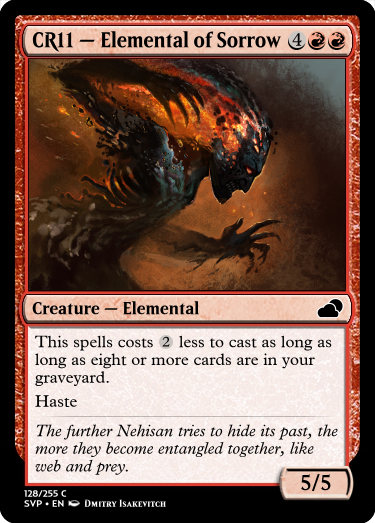 CR11 — Elemental of Sorrow 4
Creature — Elemental
This spells costs 2 less to cast as long as
long as eight or more cards are in your
graveyard.
Haste
The further Nehisan tries to hide its past, the
more they become entangled together, like
web and prey.
5/5
128/255 C
SVP • EN Dmitry Isakevitch